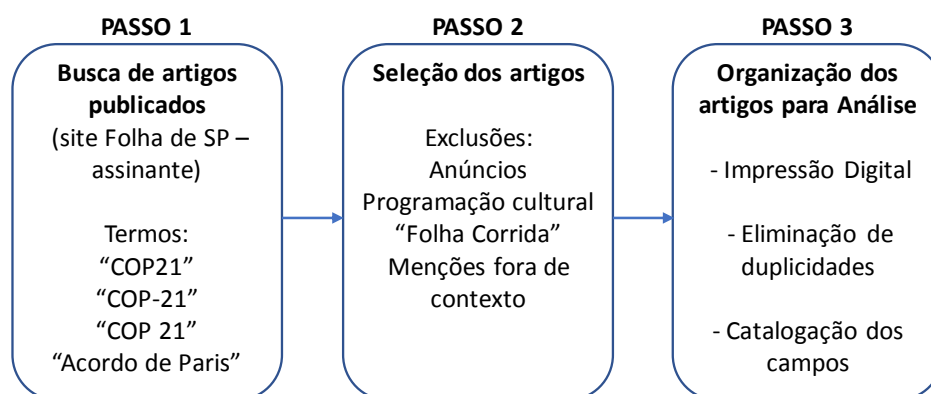 PASSO 1
Busca de artigos
publicados
(site Folha de SP –
assinante)
Termos:
“COP21”
“COP-21”
“COP 21”
“Acordo de Paris”
PASSO 2
Seleção dos artigos
Exclusões:
Anúncios
Programação cultural
“Folha Corrida”
Menções fora de
contexto
PASSO 3
Organização dos
artigos para Análise
- Impressão Digital
- Eliminação de
duplicidades
- Catalogação dos
campos